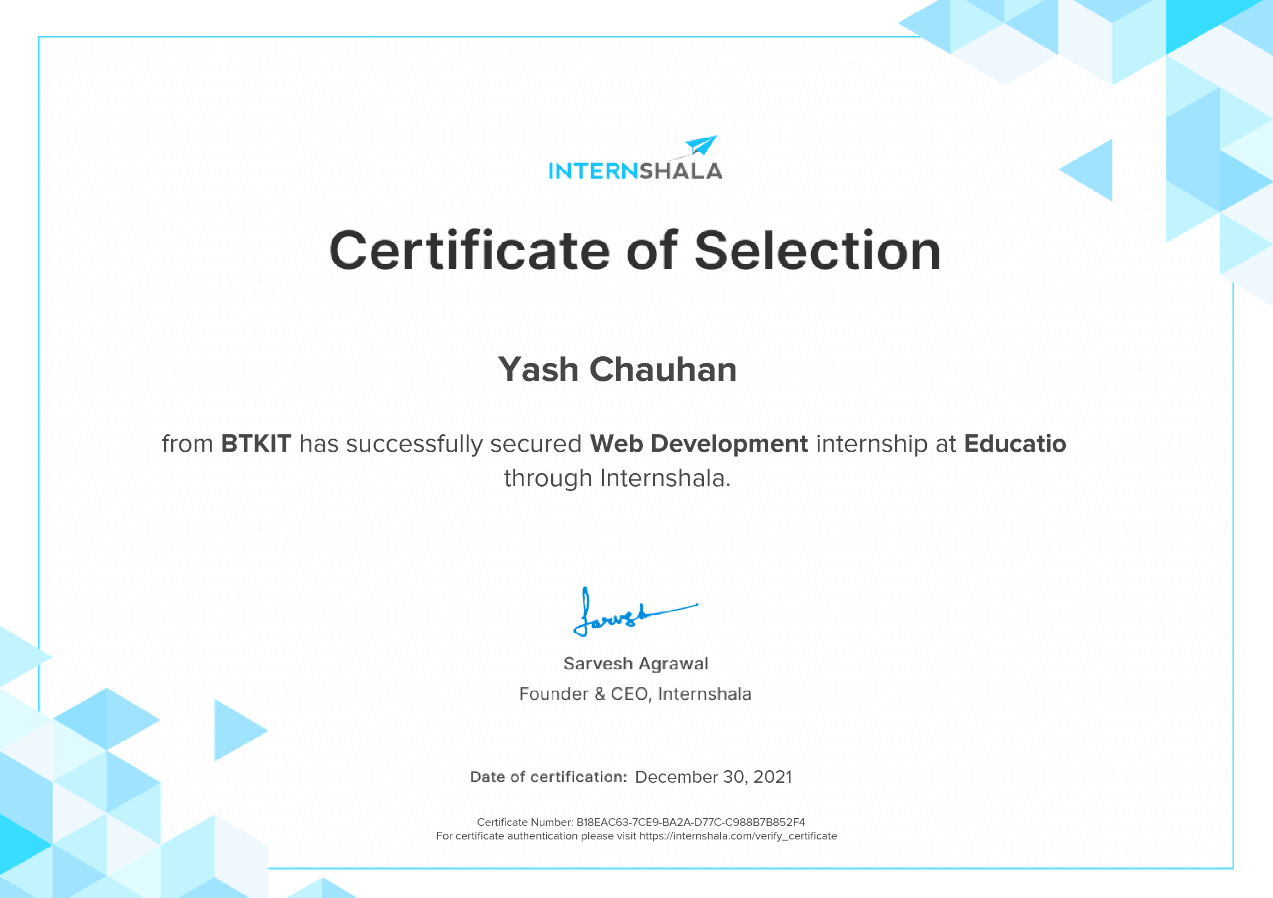 INTERNSHALA
Certificate of Selection
Yash Chauhan
from BTKIT has successfully secured Web Development internship at Educatio
through Internshala.
Sarvesh
Sarvesh Agrawal
Founder & CEO, Internshala
Date of certification: December 30, 2021
Certificate Number: B18EAC63-7CE9-BA2A-D77C-C988B7B852F4
For certificate authentication please visit https://internshala.com/verify_certificate